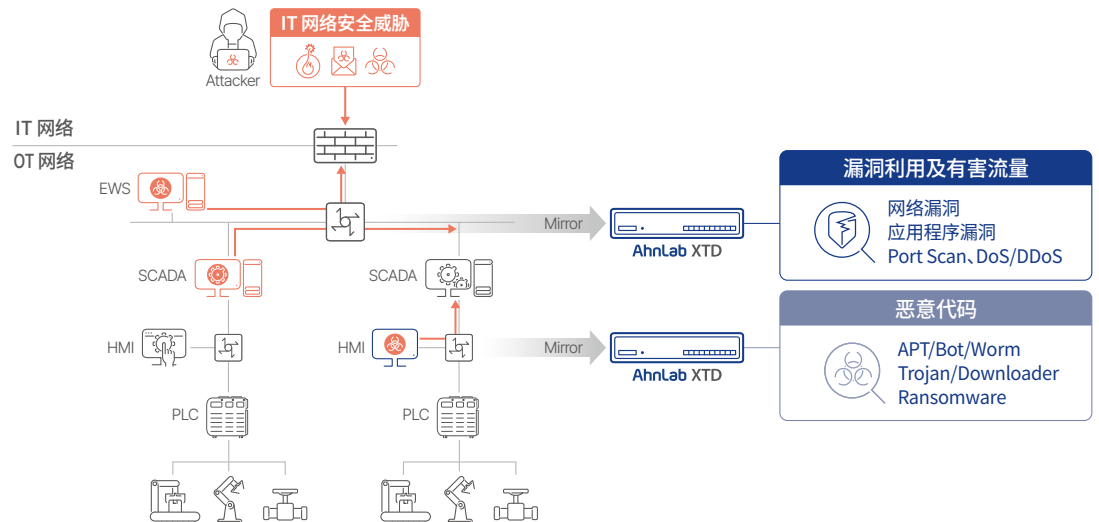 IT 网络安全威胁
Attacker
IT 网络
OT 网络
EWS
Mirror
AhnLab XTD
漏洞利用及有害流量
网络漏洞
应用程序漏洞
Port Scan、DoS/DDoS
SCADA
SCADA
HMI
HMI
Mirror
AhnLab XTD
恶意代码
APT/Bot/Worm
Trojan/Downloader
Ransomware
PLC
PLC